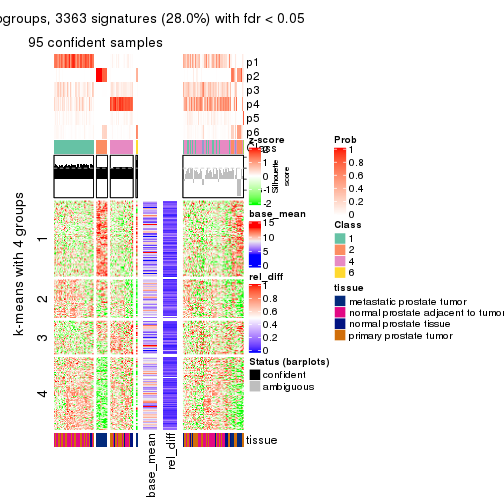 ogroups, 3363 signatures (28.0%) with fdr < 0.05
95 confident samples
p1
p2
p3
p4
p5
p6
Class
Silhouette
score
k-means with 4 groups
1
2
3
4
base_mean
rel_diff
tissue
z-score
1
0
-1
-2
base_mean
15
10
5
0
rel_diff
1
0.8
0.6
0.4
0.2
0
Status (barplots)
confident
ambiguous
Prob
1
0.8
0.6
0.4
0.2
0
Class
1
2
4
6
tissue
metastatic prostate tumor
normal prostate adjacent to tumor
normal prostate tissue
primary prostate tumor